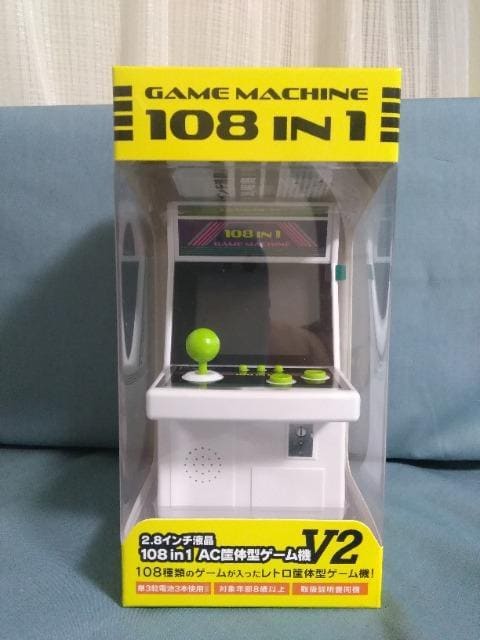 GAME MACHINE
108 IN 1
108 IN 1
GAME MACHINE
2.8インチ液晶
108 in 1 AC筐体型ゲーム機 V2
108種類のゲームが入ったレトロ筐体型ゲーム機!
単3乾電池3本使用
対象年齢8歳以上
取扱説明書同梱